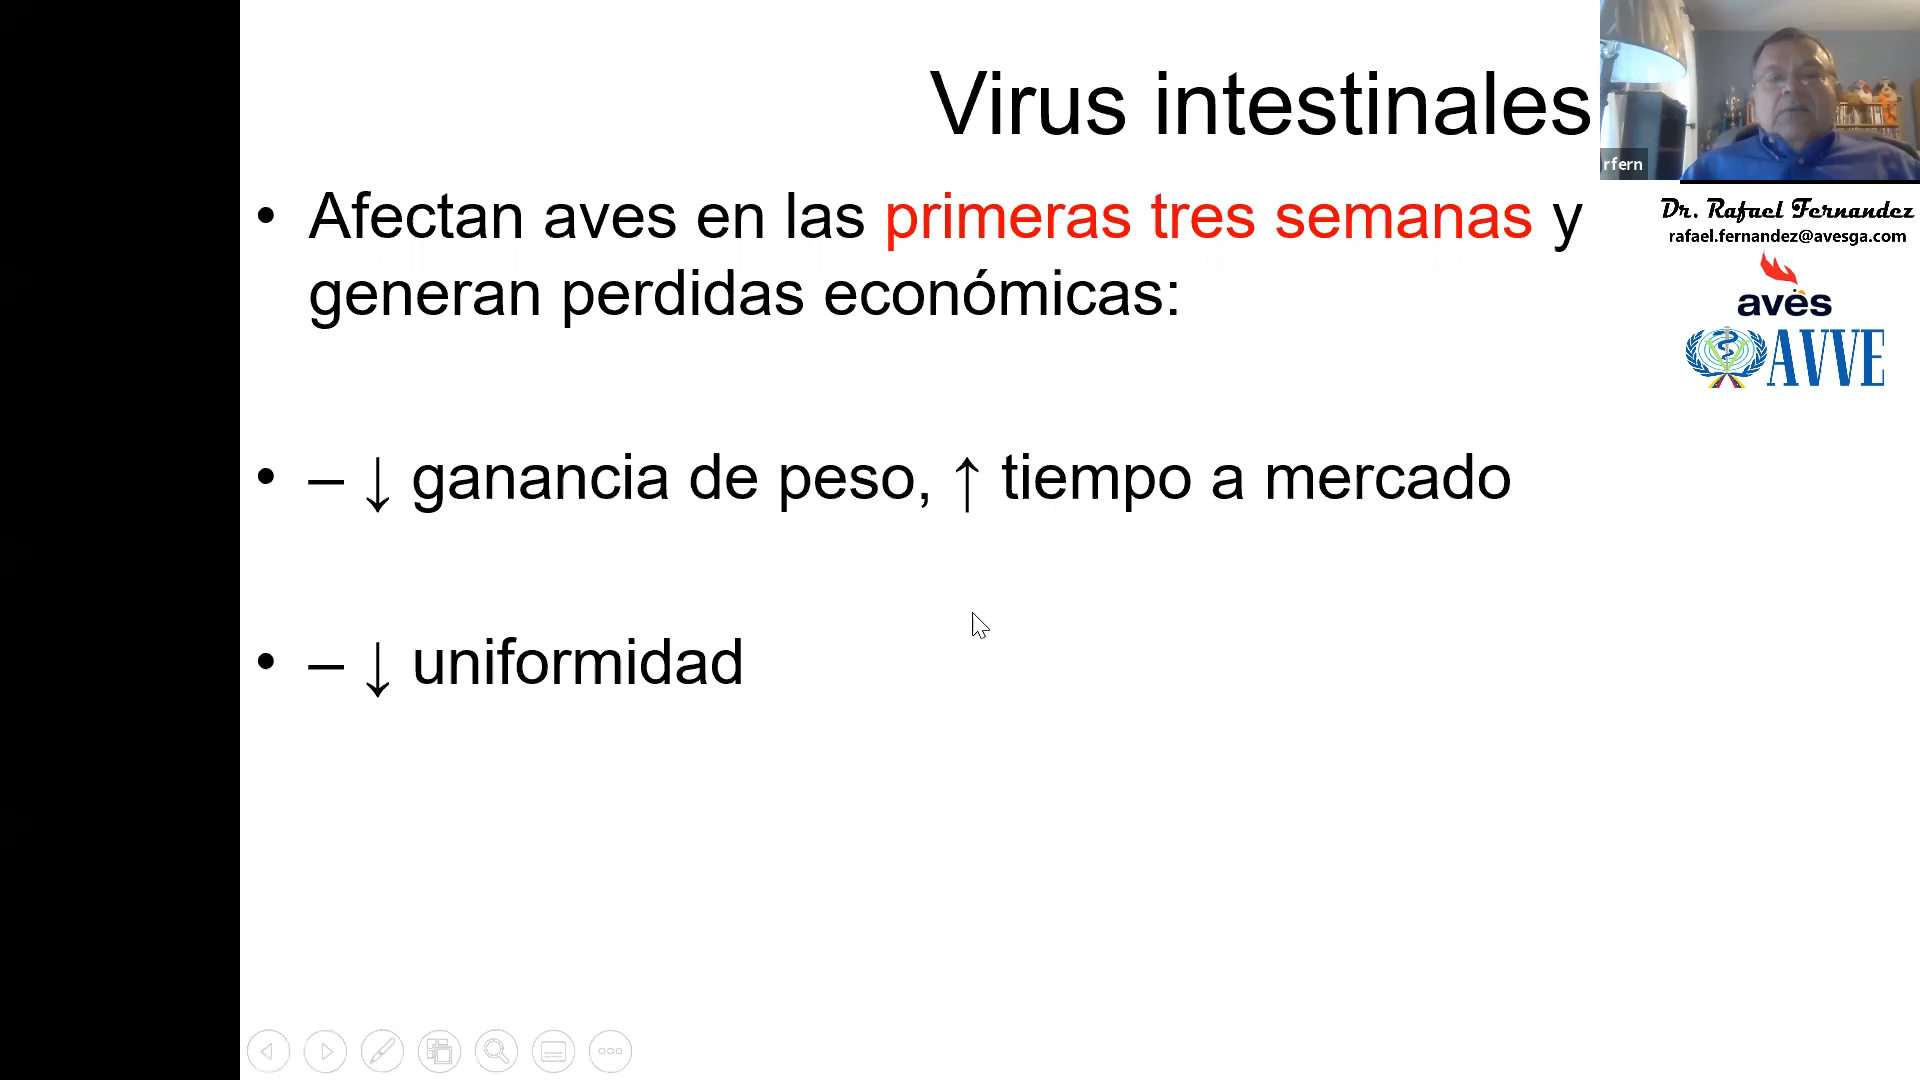 Virus intestinales
• Afectan aves en las primeras tres semanas y
generan perdidas económicas:
• – ↓ ganancia de peso, ↑ tiempo a mercado
• – ↓ uniformidad
rfern
Dr. Rafael Fernandez
rafael.fernandez@avesga.com
aves
AVVE